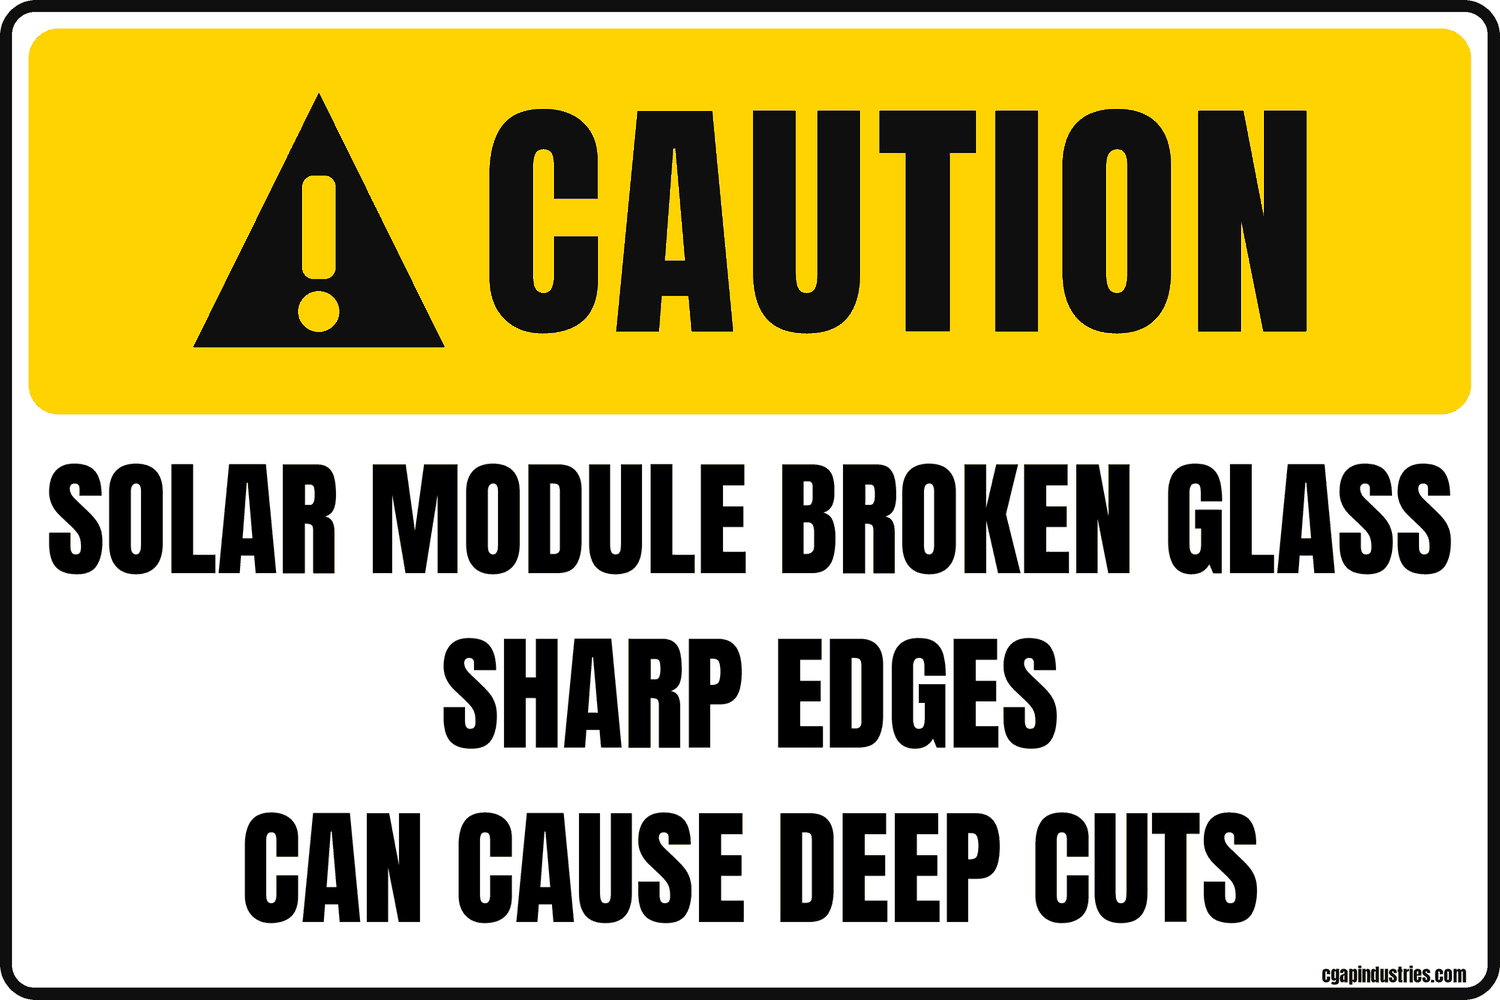 CAUTION
SOLAR MODULE BROKEN GLASS
SHARP EDGES
CAN CAUSE DEEP CUTS
cgapindustries.com